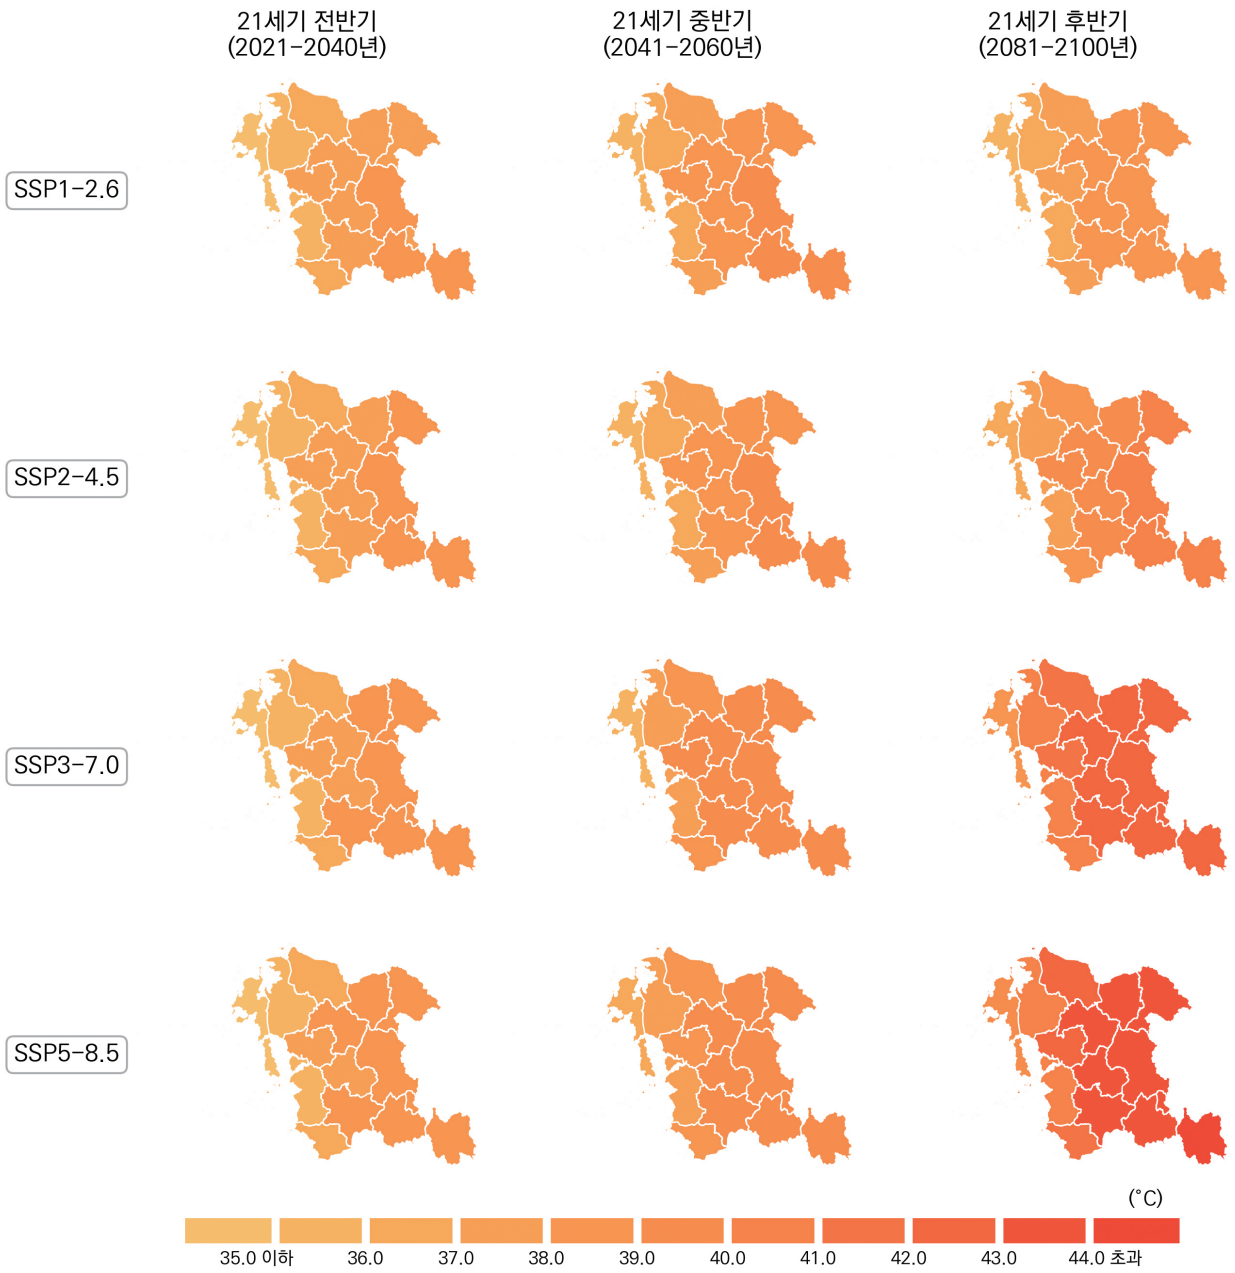 21세기 전반기
(2021-2040년)
21세기 중반기
(2041-2060년)
21세기 후반기
(2081-2100년)
SSP1-2.6
SSP2-4.5
SSP3-7.0
SSP5-8.5
(°C)
35.0 이하 36.0 37.0 38.0 39.0 40.0 41.0 42.0 43.0 44.0 초과